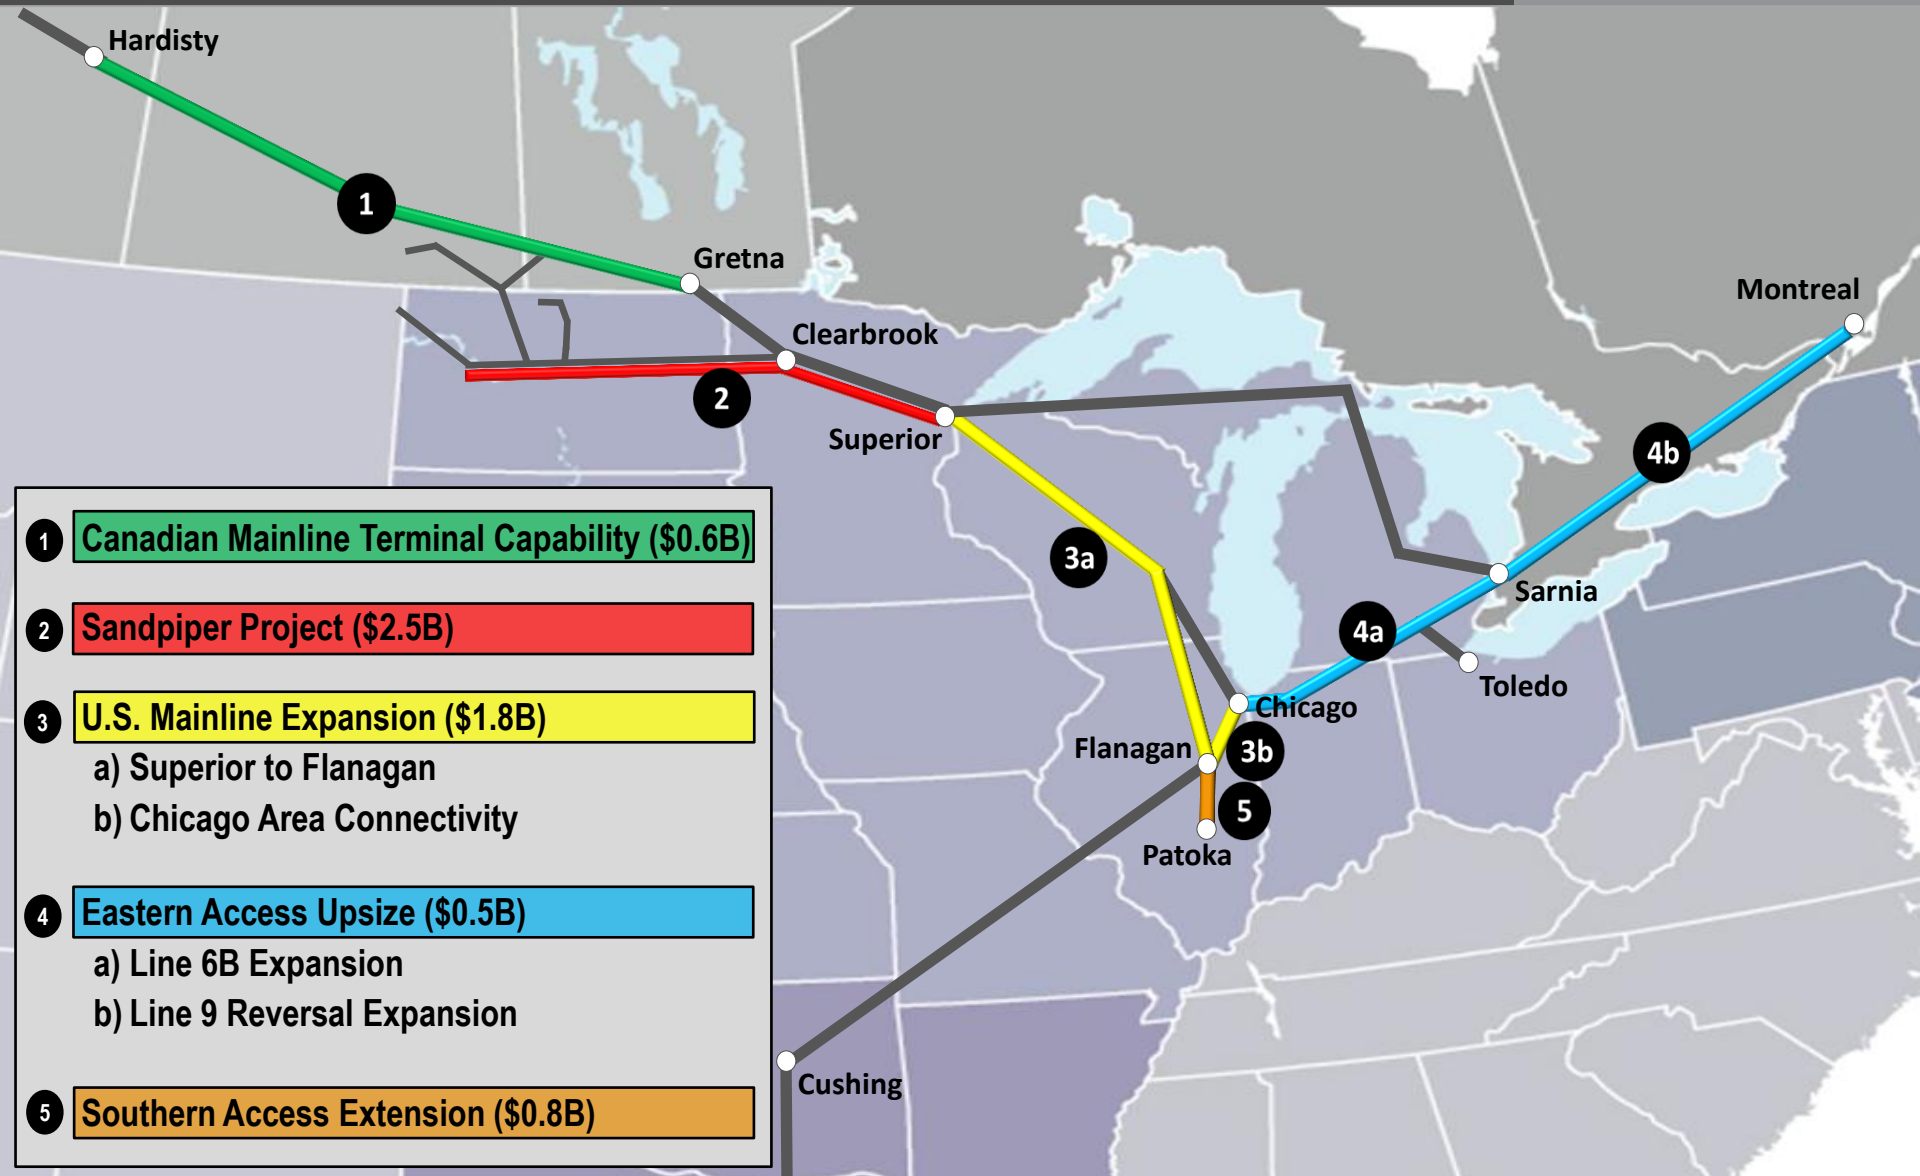 Hardisty
1
Gretna
Montreal
Clearbrook
2
Superior
4b
3a
Sarnia
4a
Toledo
Chicago
Flanagan
3b
5
Patoka
Cushing
1 Canadian Mainline Terminal Capability ($0.6B)
2 Sandpiper Project ($2.5B)
3 U.S. Mainline Expansion ($1.8B)
a) Superior to Flanagan
b) Chicago Area Connectivity
4 Eastern Access Upsize ($0.5B)
a) Line 6B Expansion
b) Line 9 Reversal Expansion
5 Southern Access Extension ($0.8B)